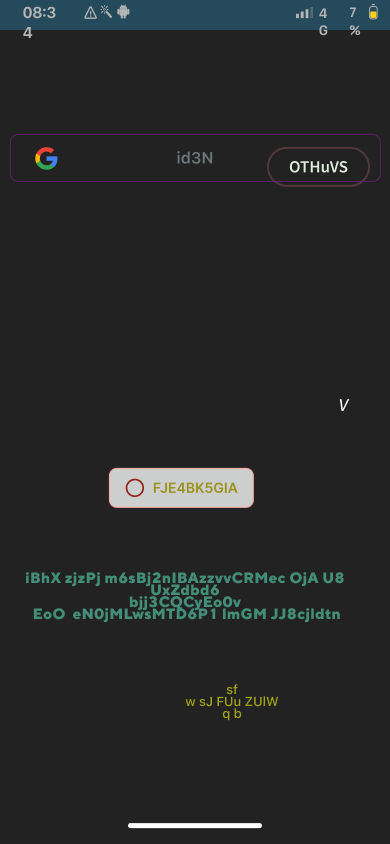 08:34
4G
7%
id3N
OTHuVS
V
FJE4BK5GIA
iBhX zjzPj m6sBj2nIBAzzvvCRMec OjA U8
UxZdbd6
bjj3CQCyEo0v
EoO eN0jMLwsMTD6P1 lmGM JJ8cjldtn
sf
w sJ FUu ZUlW
q b